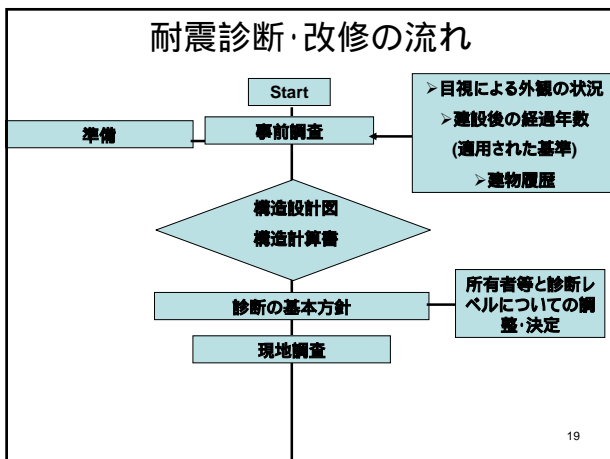 耐震診断･改修の流れ
Start
準備
事前調査
➢目視による外観の状況
➢建設後の経過年数
(適用された基準)
➢建物履歴
構造設計図
構造計算書
診断の基本方針
所有者等と診断レ
ベルについての調
整･決定
現地調査
19